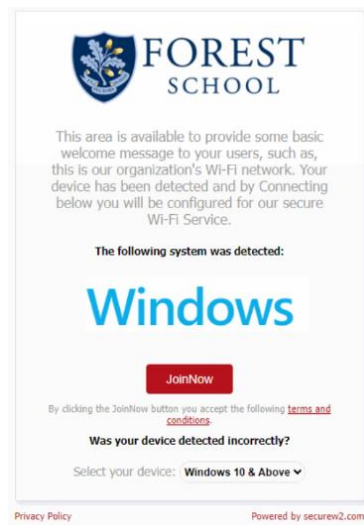 FOREST
SCHOOL
This area is available to provide some basic
welcome message to your users, such as,
this is our organization's Wi-Fi network. Your
device has been detected and by Connecting
below you will be configured for our secure
Wi-Fi Service.
The following system was detected:
Windows
JoinNow
By clicking the JoinNow button you accept the following terms and
conditions.
Was your device detected incorrectly?
Select your device: Windows 10 & Above
Privacy Policy Powered by securew2.com